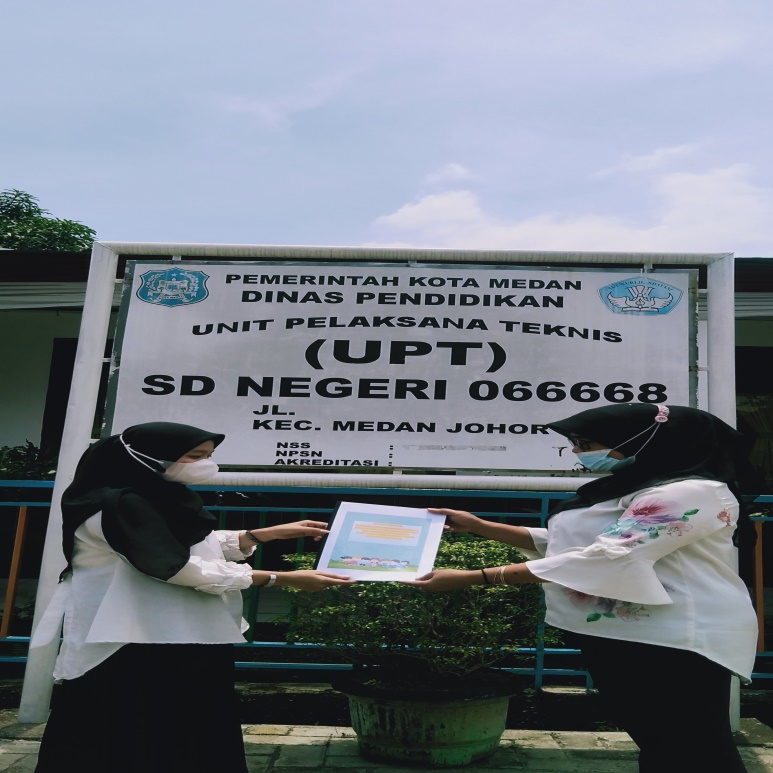 PEMERINTAH KOTA MEDAN
DINAS PENDIDIKAN
UNIT PELAKSANA TEKNIS
(UPT)
SD NEGERI 066668
JL.
KEC. MEDAN JOHOR
NSS :
NPSN :
AKREDITASI :